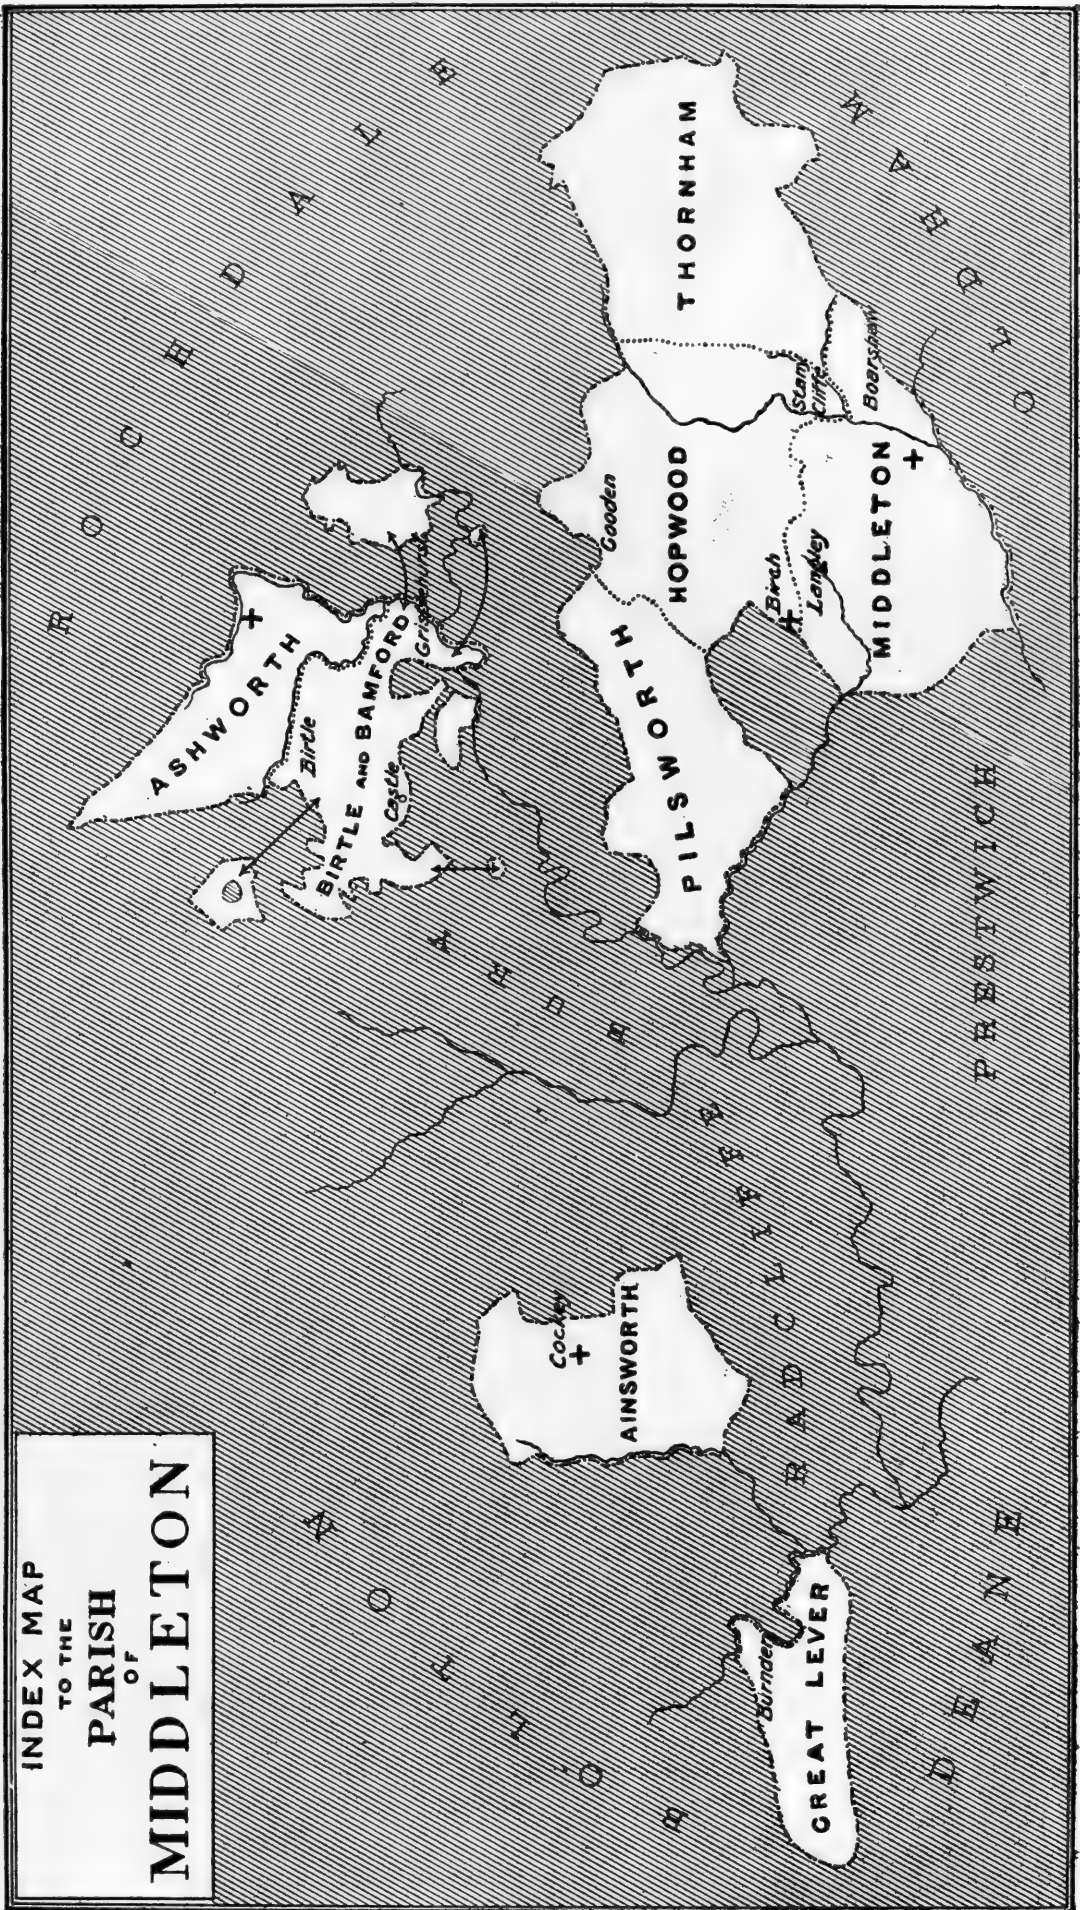 INDEX MAP
TO THE
PARISH
OF
MIDDLETON
ROCHDALE
ASHWORTH
Birtle
BIRTLE AND BAMFORD
Castle
BURY
BOLTON
Cockey
AINSWORTH
RADCLIFFE
Burnden
GREAT LEVER
DEANE
PRESTWICH
PILSWORTH
Gooden
HOPWOOD
Birch
Langley
MIDDLETON
THORNHAM
Boarshaw
OLDHAM